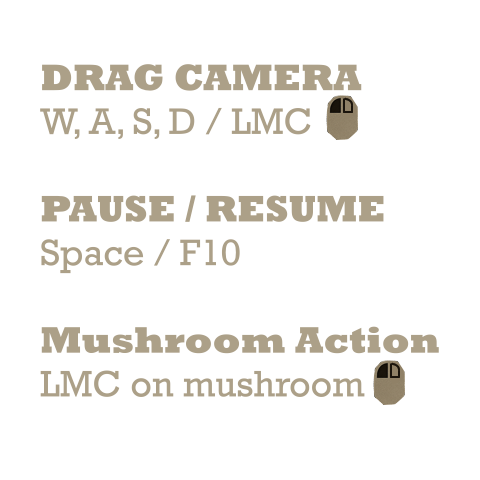 DRAG CAMERA
W, A, S, D / LMC
PAUSE / RESUME
Space / F10
Mushroom Action
LMC on mushroom